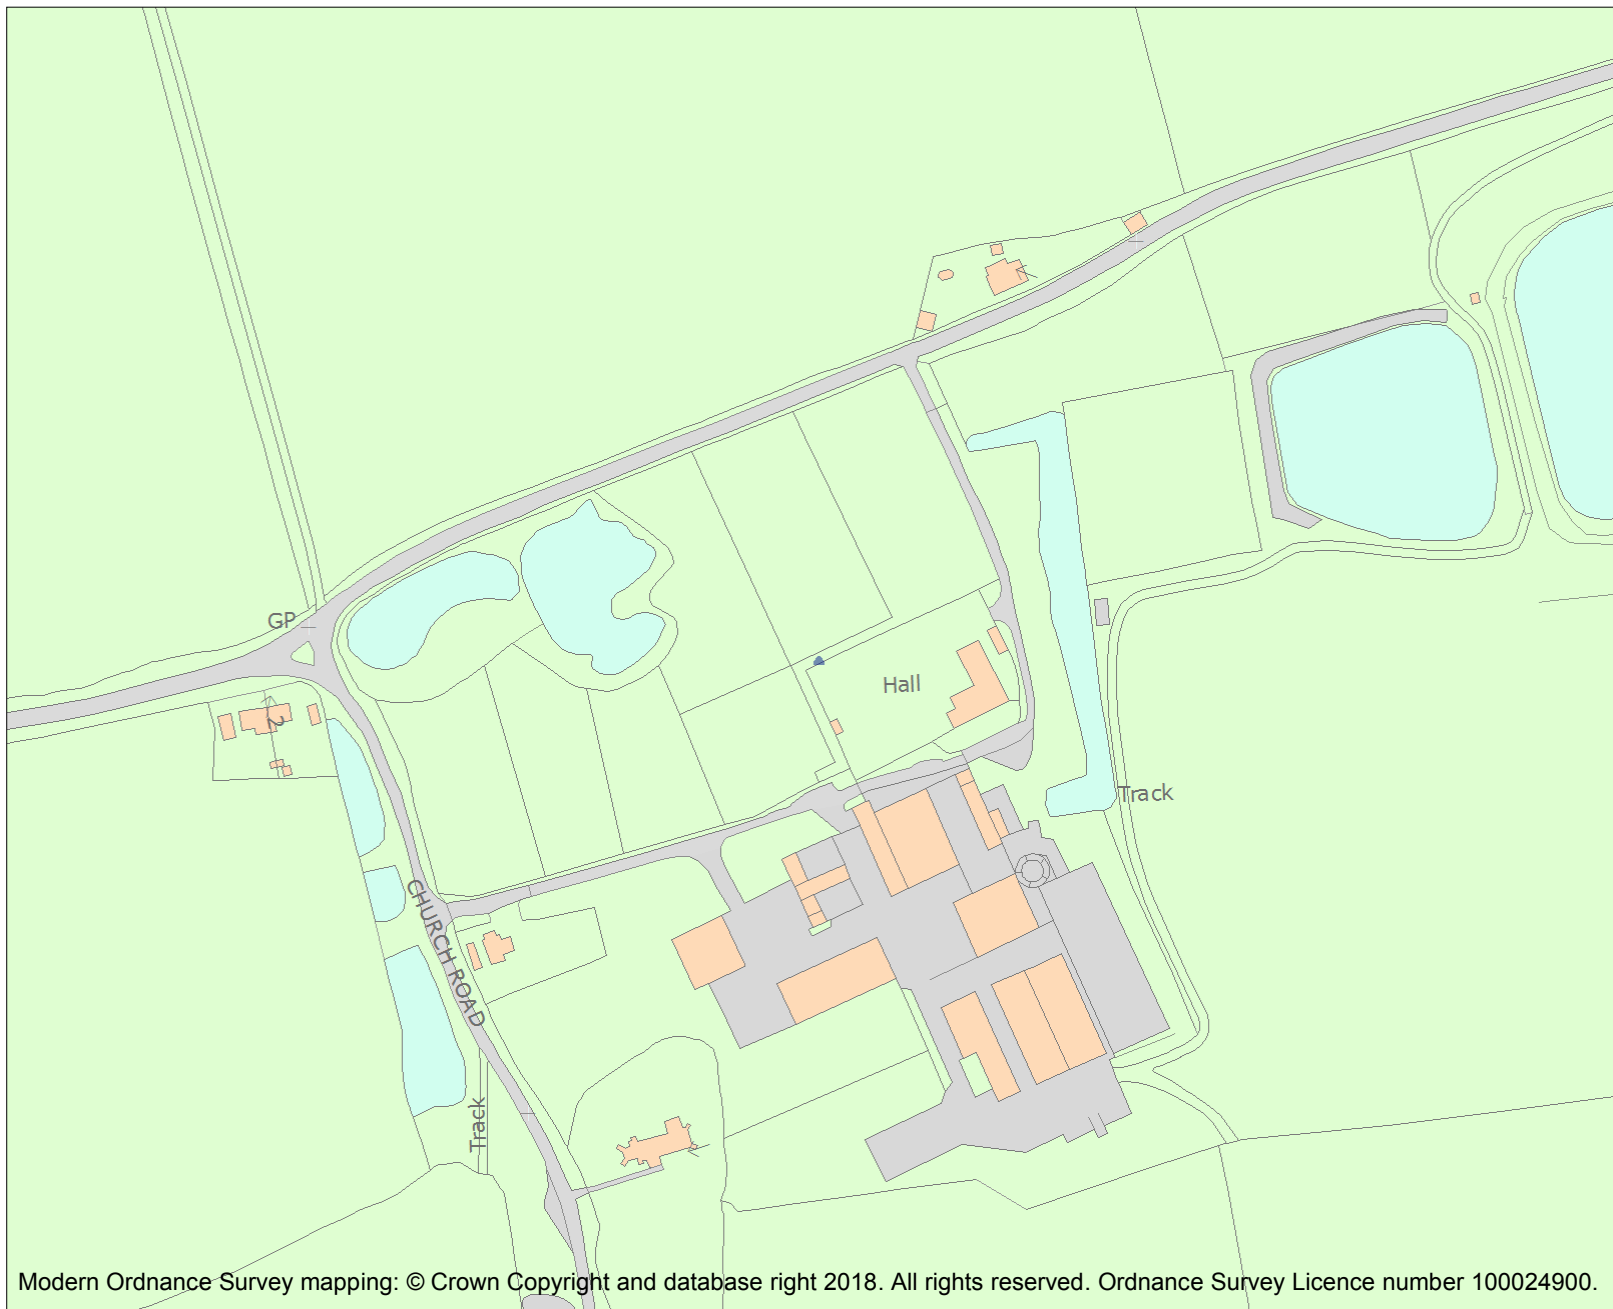 GP
2
Hall
Track
CHURCH ROAD
Track
Modern Ordnance Survey mapping: © Crown Copyright and database right 2018. All rights reserved. Ordnance Survey Licence number 100024900.